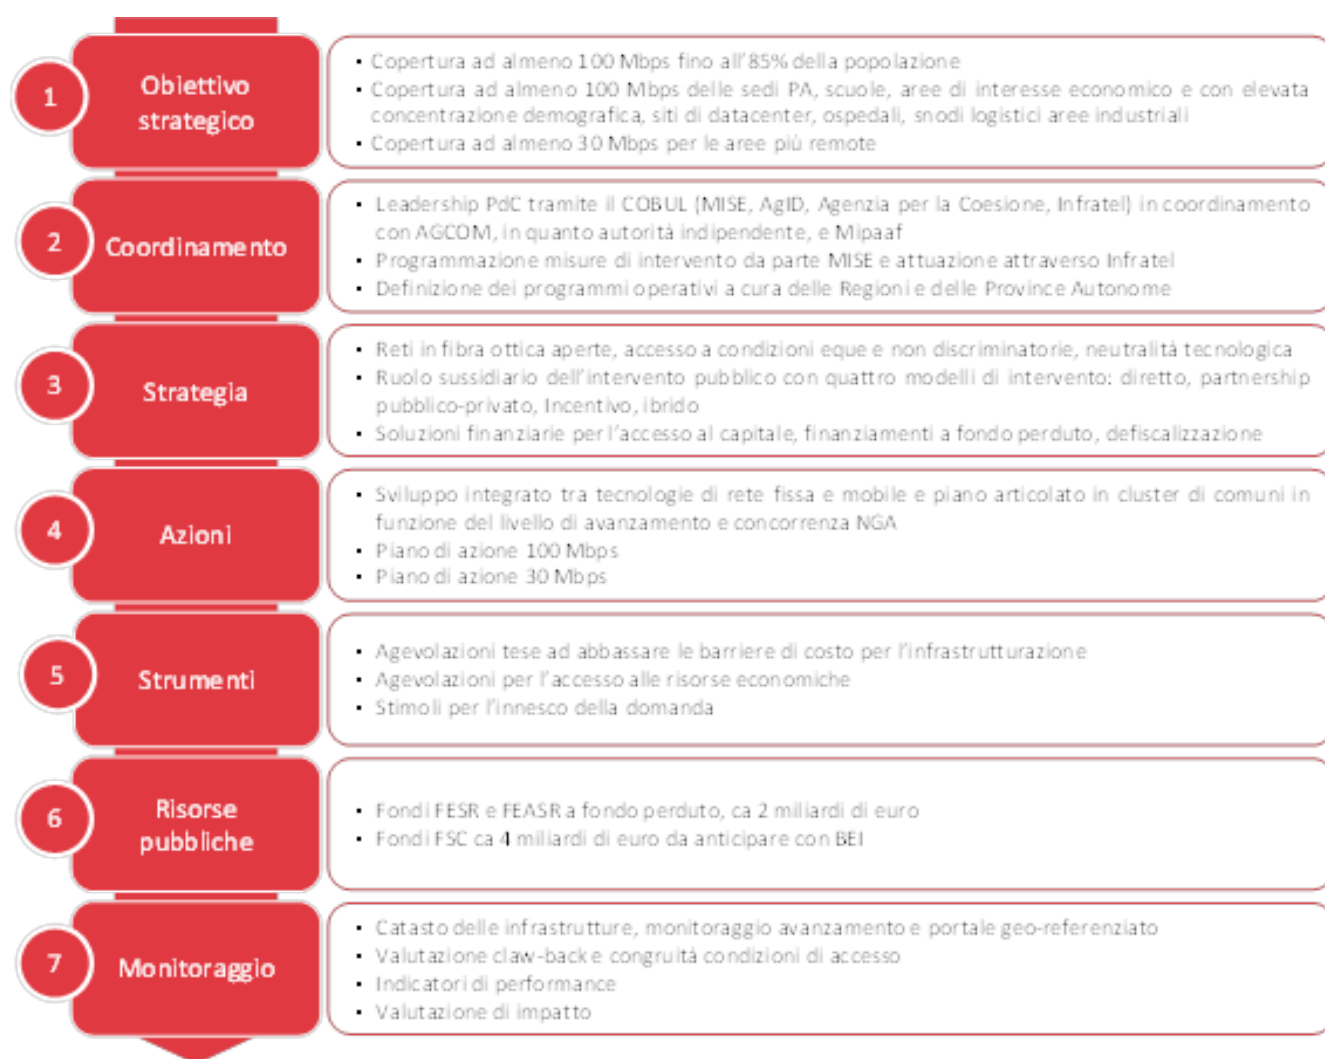 1
Obiettivo
strategico
▪ Copertura ad almeno 100 Mbps fino all'85% della popolazione
▪ Copertura ad almeno 100 Mbps delle sedi PA, scuole, aree di interesse economico e con elevata
concentrazione demografica, siti di datacenter, ospedali, snodi logistici aree industriali
▪ Copertura ad almeno 30 Mbps per le aree più remote
2
Coordinamento
▪ Leadership PdC tramite il COBUL (MISE, AgID, Agenzia per la Coesione, Infratel) in coordinamento
con AGCOM, in quanto autorità indipendente, e Mipaaf
▪ Programmazione misure di intervento da parte MISE e attuazione attraverso Infratel
▪ Definizione dei programmi operativi a cura delle Regioni e delle Province Autonome
3
Strategia
▪ Reti in fibra ottica aperte, accesso a condizioni eque e non discriminatorie, neutralità tecnologica
▪ Ruolo sussidiario dell'intervento pubblico con quattro modelli di intervento: diretto, partnership
pubblico-privato, Incentivo, ibrido
▪ Soluzioni finanziarie per l'accesso al capitale, finanziamenti a fondo perduto, defiscalizzazione
4
Azioni
▪ Sviluppo integrato tra tecnologie di rete fissa e mobile e piano articolato in cluster di comuni in
funzione del livello di avanzamento e concorrenza NGA
▪ Piano di azione 100 Mbps
▪ Piano di azione 30 Mbps
5
Strumenti
▪ Agevolazioni tese ad abbassare le barriere di costo per l'infrastrutturazione
▪ Agevolazioni per l'accesso alle risorse economiche
▪ Stimoli per l'innesco della domanda
6
Risorse
pubbliche
▪ Fondi FESR e FEASR a fondo perduto, ca 2 miliardi di euro
▪ Fondi FSC ca 4 miliardi di euro da anticipare con BEI
7
Monitoraggio
▪ Catasto delle infrastrutture, monitoraggio avanzamento e portale geo-referenziato
▪ Valutazione claw-back e congruità condizioni di accesso
▪ Indicatori di performance
▪ Valutazione di impatto